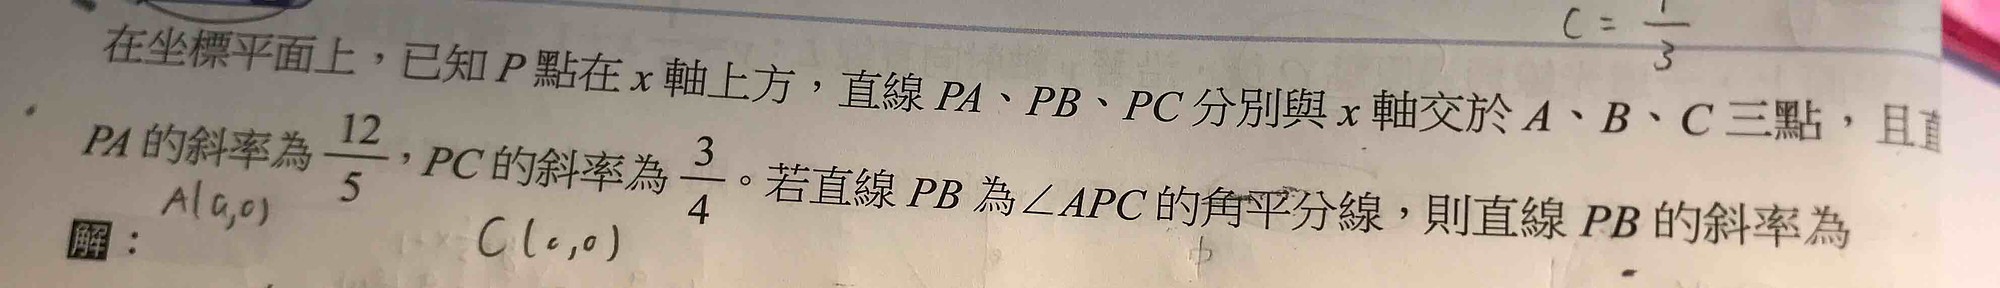 C = 1/3
在坐標平面上，已知 P 點在 x 軸上方，直線 PA、PB、PC 分別與 x 軸交於 A、B、C 三點，且直
PA 的斜率為 12/5，PC 的斜率為 3/4。若直線 PB 為∠APC 的角平分線，則直線 PB 的斜率為
A(a,0)
C(c,0)
解：